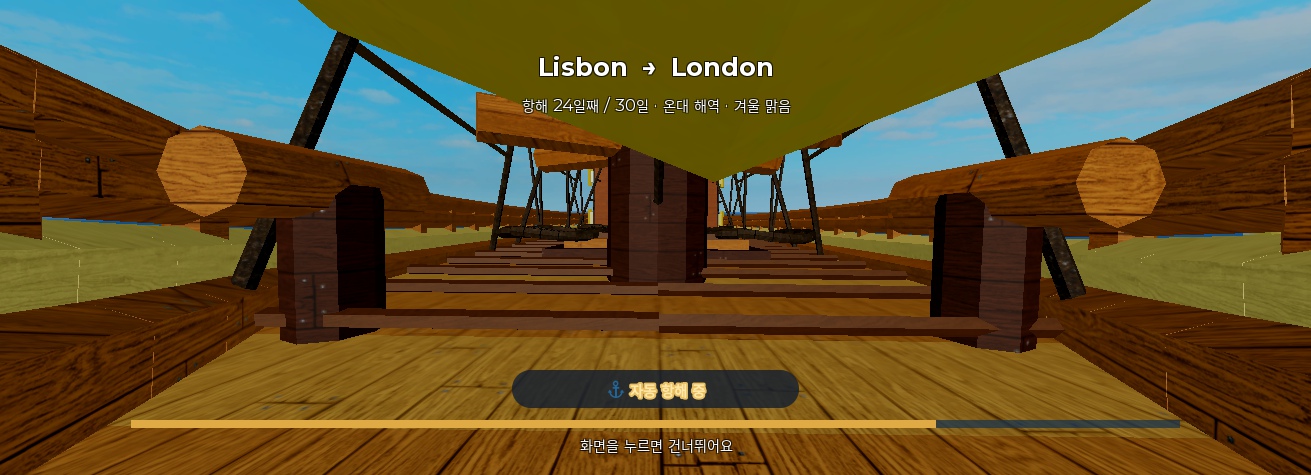 Lisbon → London
항해 24일째 / 30일 · 온대 해역 · 겨울 맑음
⚓ 자동 항해 중
화면을 누르면 건너뛰어요